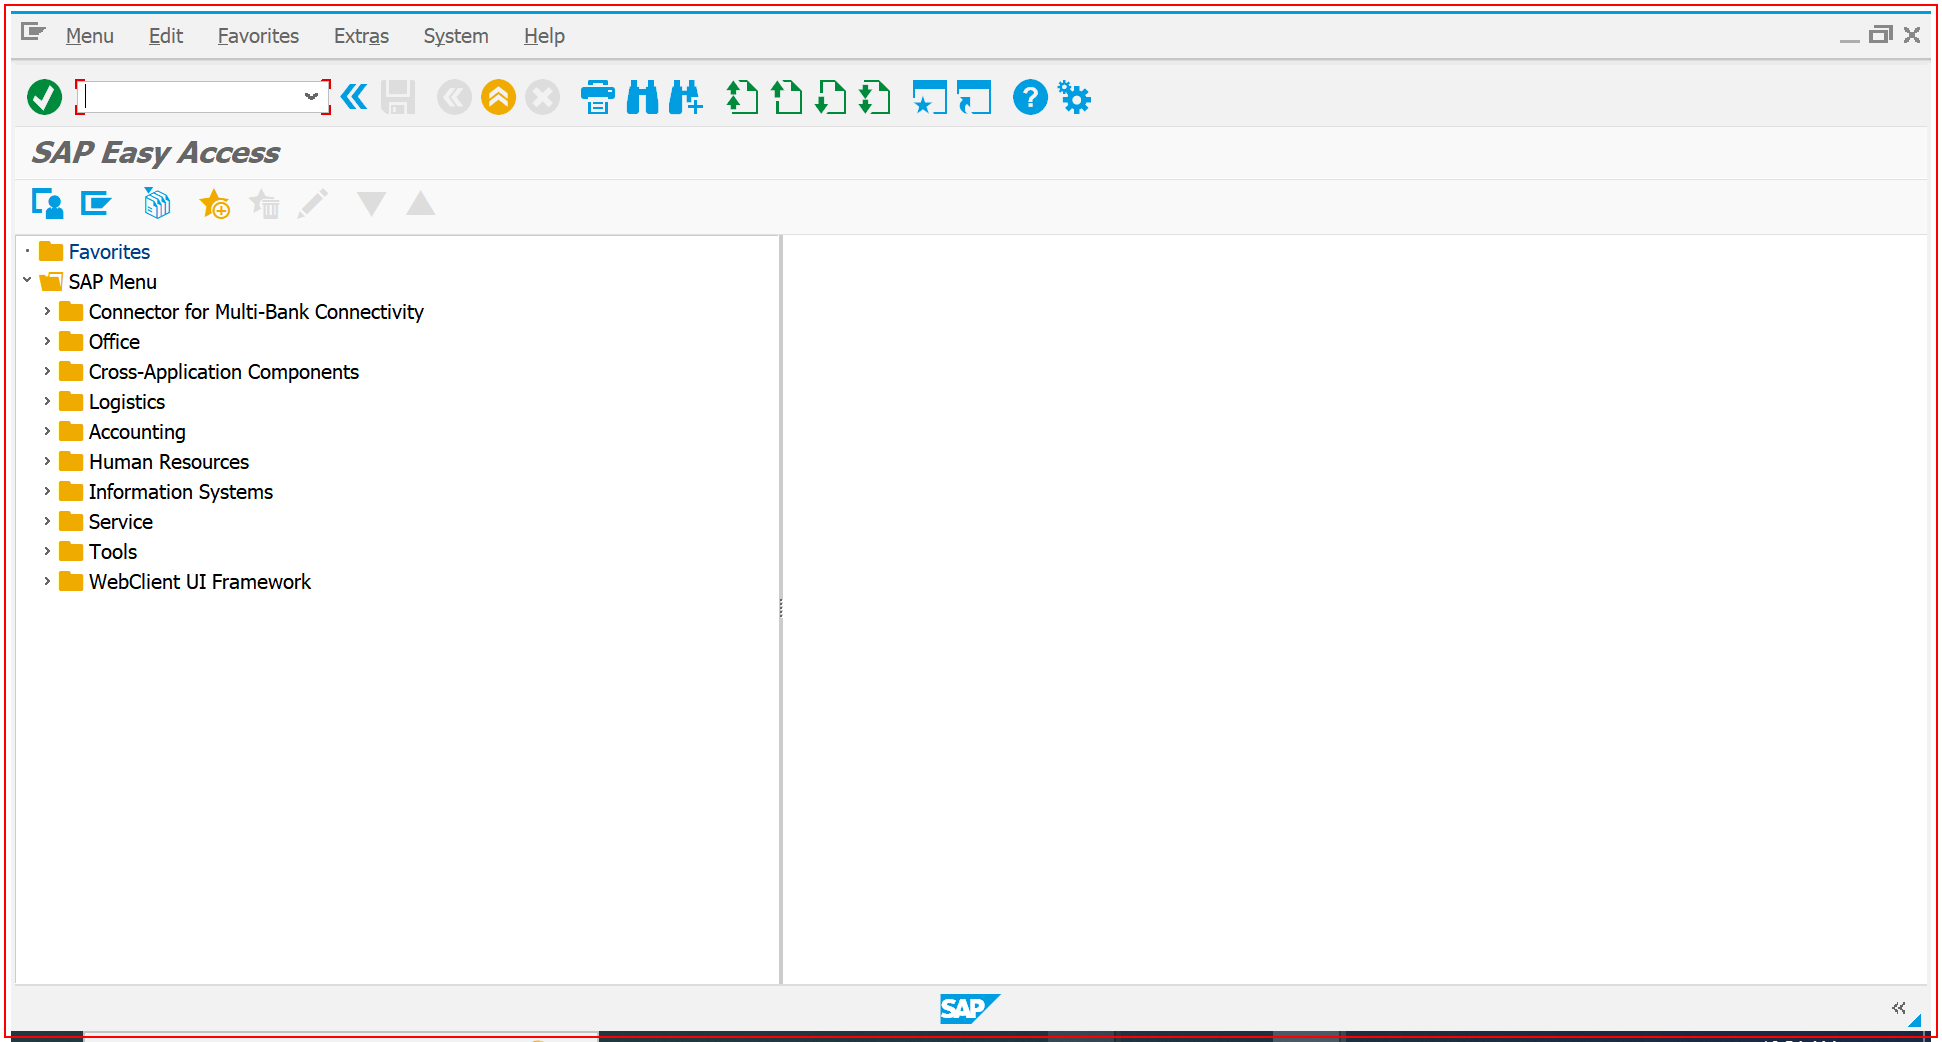 Menu Edit Favorites Extras System Help
SAP Easy Access
Favorites
SAP Menu
Connector for Multi-Bank Connectivity
Office
Cross-Application Components
Logistics
Accounting
Human Resources
Information Systems
Service
Tools
WebClient UI Framework
SAP